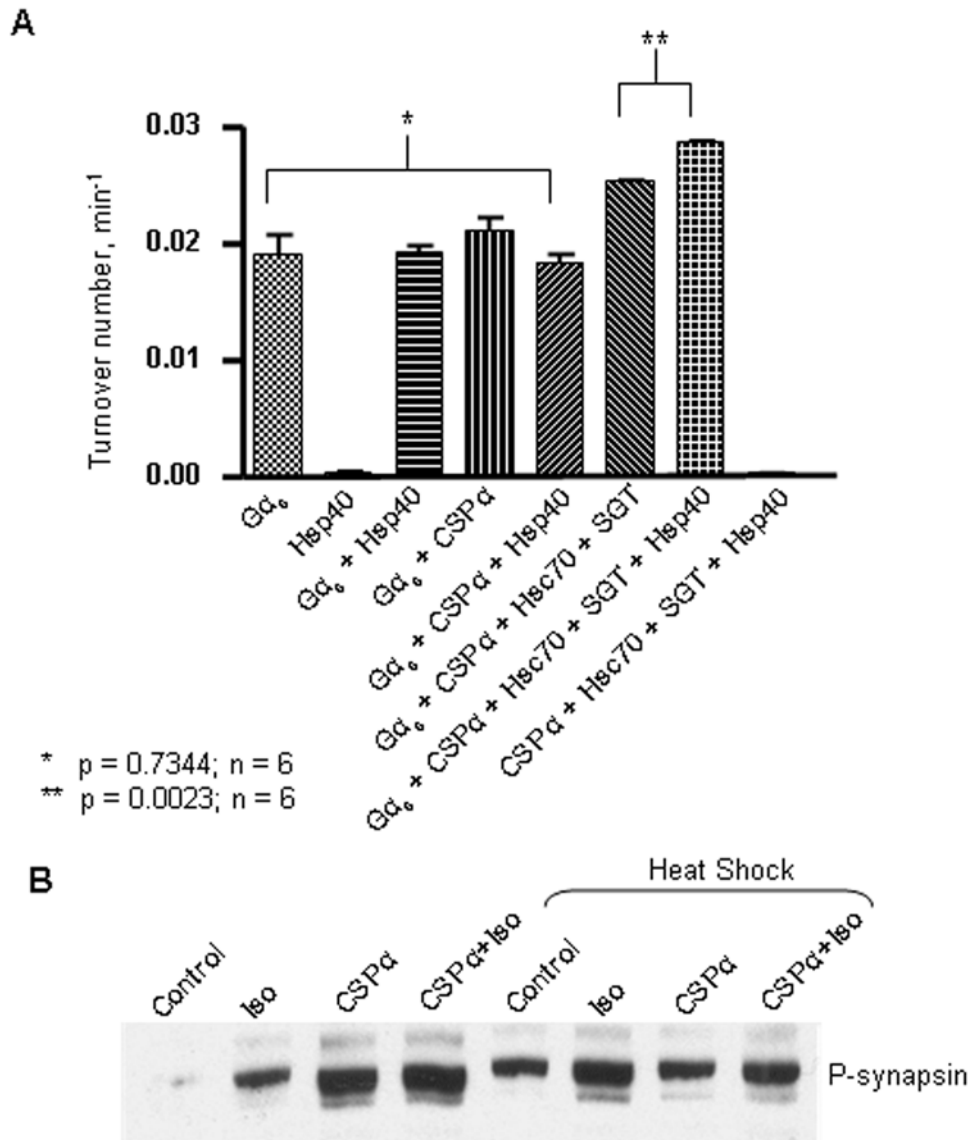 A
**
*
0.03
0.02
0.01
0.00
Turnover number, min-1
Gαo
Hsp40
Gαo + Hsp40
Gαo + CSPα
Gαo + CSPα + Hsp40
Gαo + CSPα + Hsc70 + SGT
Gαo + CSPα + Hsc70 + SGT + Hsp40
CSPα + Hsc70 + SGT + Hsp40
* p = 0.7344; n = 6
** p = 0.0023; n = 6
B
Heat Shock
Control
Iso
CSPα
CSPα+Iso
Control
Iso
CSPα
CSPα+Iso
P-synapsin